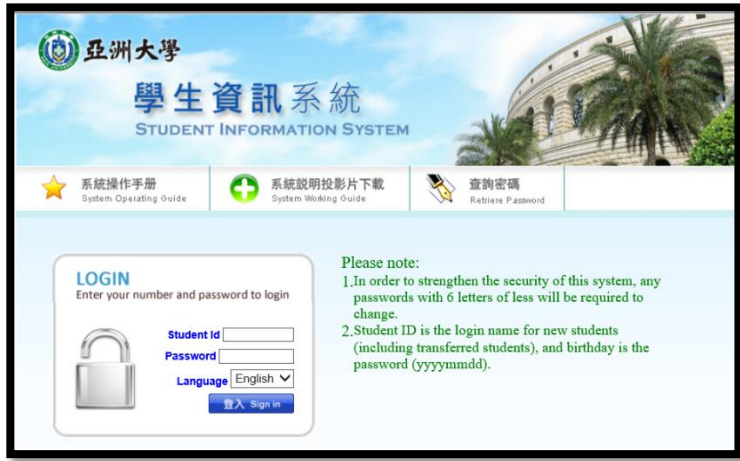 亞洲大學
學生資訊系統
STUDENT INFORMATION SYSTEM
系統操作手册
System Operating Guide
系統説明投影片下載
System Working Guide
查詢密碼
Retriere Password
LOGIN
Enter your number and password to login
Student Id
Password
Language English
登入 Sign in
Please note:
1.In order to strengthen the security of this system, any
passwords with 6 letters of less will be required to
change.
2.Student ID is the login name for new students
(including transferred students), and birthday is the
password (yyyymmdd).